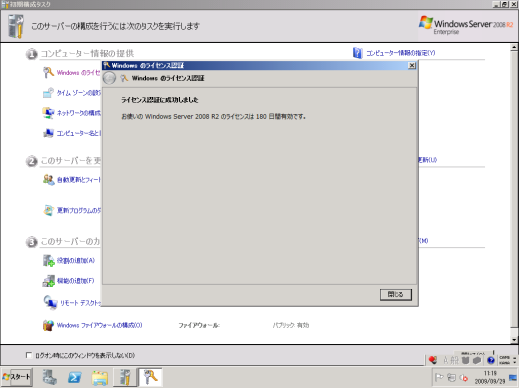 初期構成タスク
このサーバーの構成を行うには次のタスクを実行します
Windows Server 2008 R2
Enterprise
1 コンピューター情報の提供
コンピューター情報の指定(Y)
Windows のライセ
タイム ゾーンの設
ネットワークの構成
コンピューター名と
2 このサーバーを更
更新(U)
自動更新とフィー
更新プログラムのダ
3 このサーバーのカ
(M)
役割の追加(A)
機能の追加(F)
リモート デスクト
Windows ファイアウォールの構成(O)
ファイアウォール:
パブリック: 有効
Windows のライセンス認証
Windows のライセンス認証
ライセンス認証に成功しました
お使いの Windows Server 2008 R2 のライセンスは 180 日間有効です。
閉じる
ログオン時にこのウィンドウを表示しない(D)
スタート
A 般
CAPS
KANA
11:19
2009/09/29